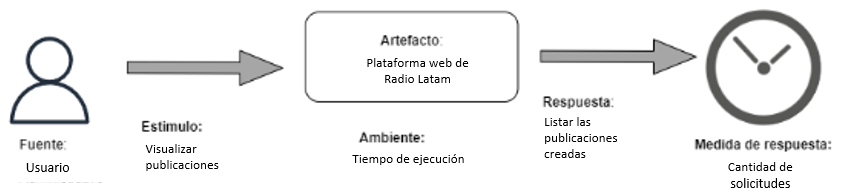 Fuente:
Usuario
Estimulo:
Visualizar
publicaciones
Artefacto:
Plataforma web de
Radio Latam
Ambiente:
Tiempo de ejecución
Respuesta:
Listar las
publicaciones
creadas
Medida de respuesta:
Cantidad de
solicitudes